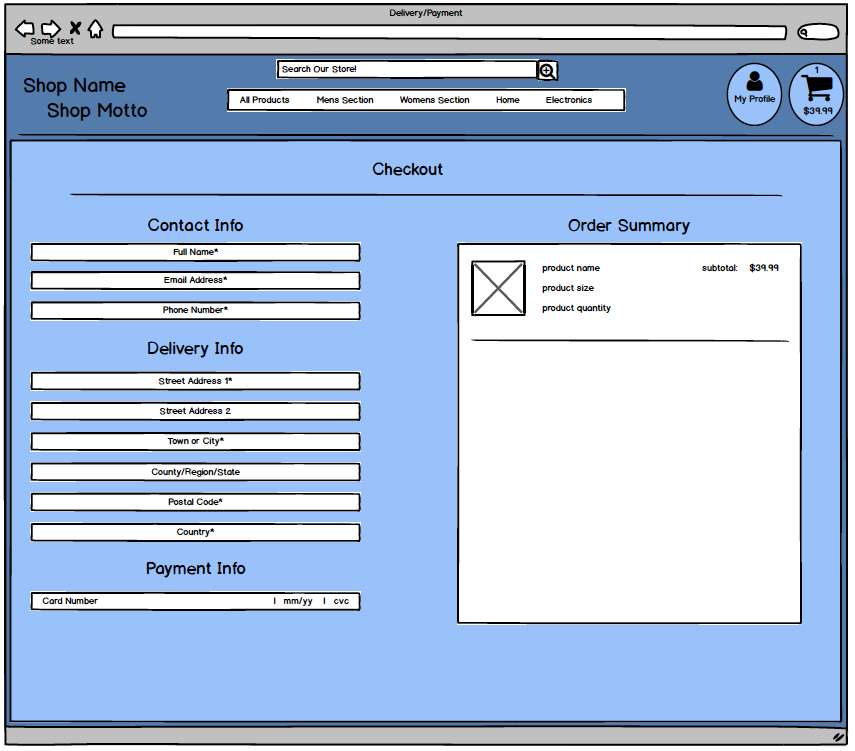 Delivery/Payment
Some text
Search Our Store!
Shop Name
Shop Motto
All Products Mens Section Womens Section Home Electronics
My Profile
1
$39.99
Checkout
Contact Info
Full Name*
Email Address*
Phone Number*
Delivery Info
Street Address 1*
Street Address 2
Town or City*
County/Region/State
Postal Code*
Country*
Payment Info
Card Number | mm/yy | cvc
Order Summary
product name subtotal: $39.99
product size
product quantity